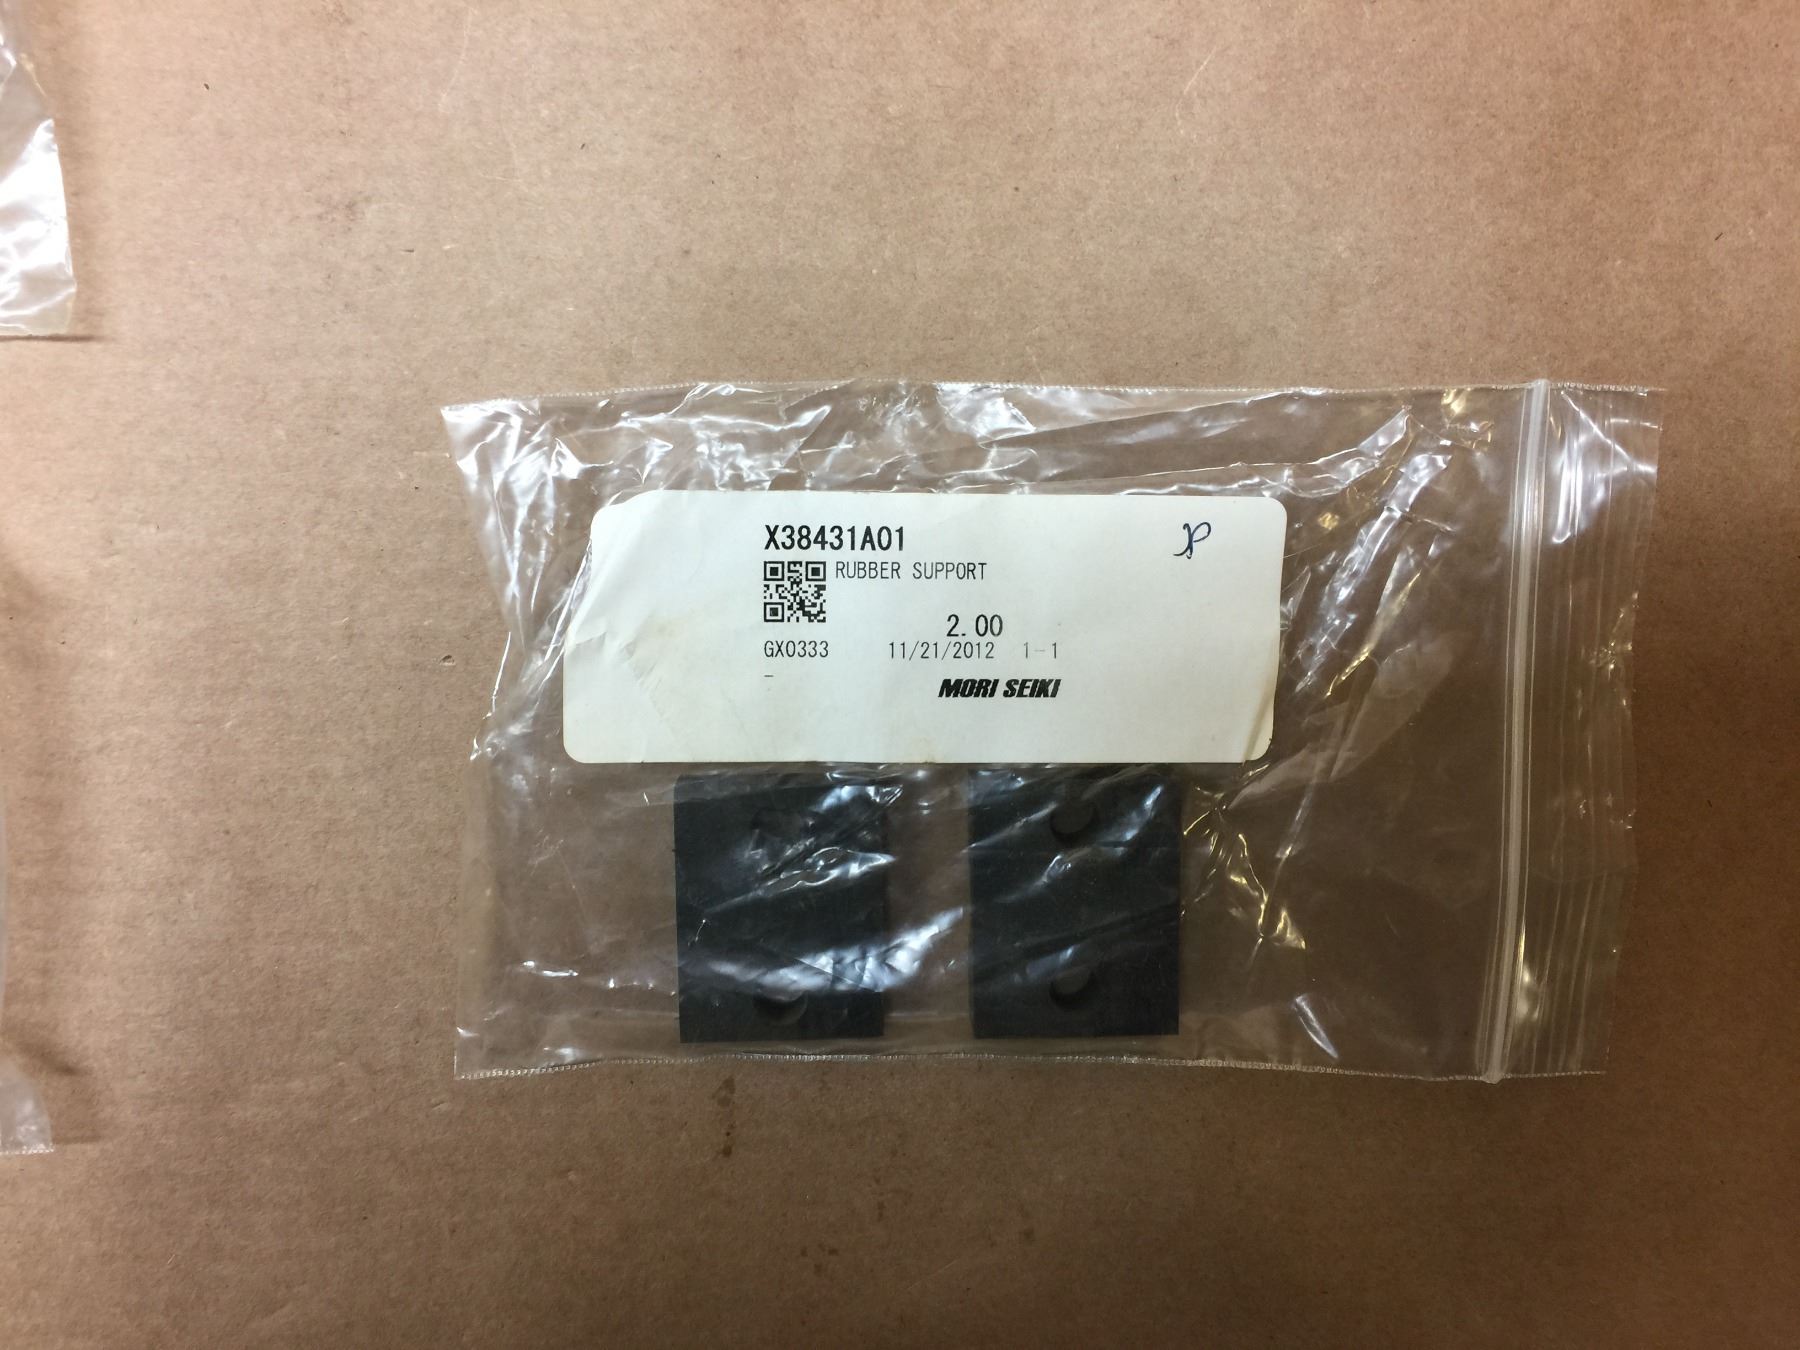 X38431A01
RUBBER SUPPORT
2.00
GX0333 11/21/2012 1-1
-
MORI SEIKI